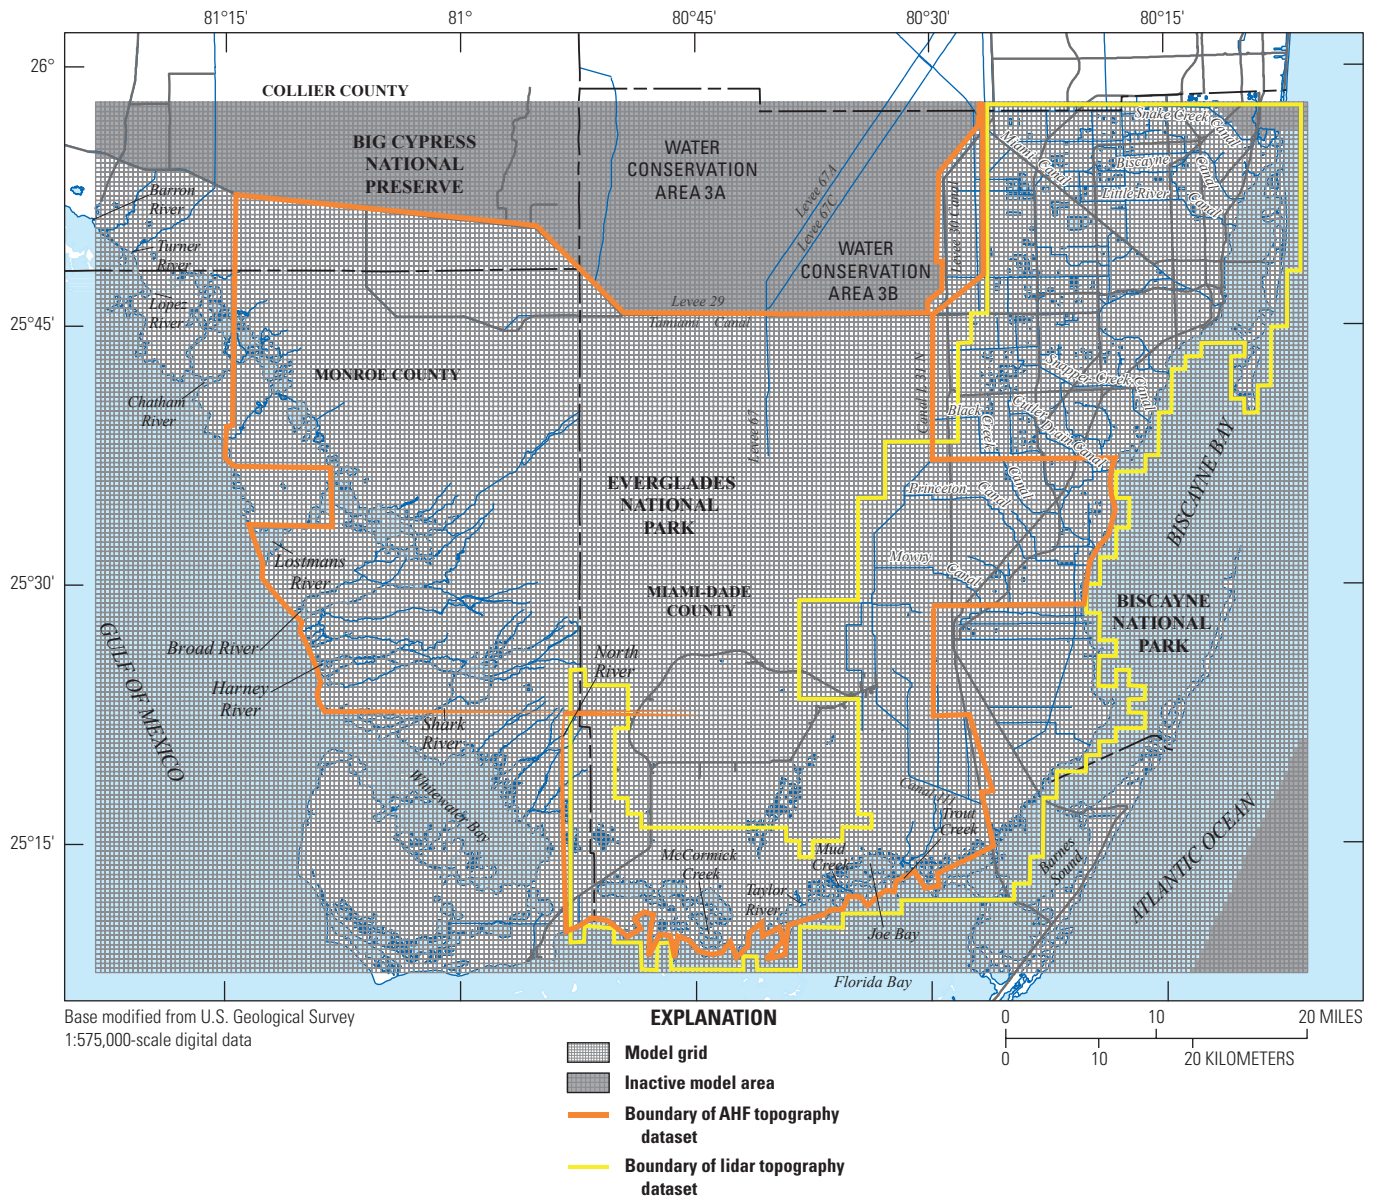 81°15'
81°
80°45'
80°30'
80°15'
26°
25°45'
25°30'
25°15'
COLLIER COUNTY
BIG CYPRESS
NATIONAL
PRESERVE
WATER
CONSERVATION
AREA 3A
WATER
CONSERVATION
AREA 3B
Levee 67A
Levee 67C
Levee 30 Canal
Miami Canal
Snake Creek Canal
Biscayne
Canal
Little River
Canal
Barron
River
Turner
River
Lopez
River
Chatham
River
Levee 29
Tamiami Canal
MONROE COUNTY
Levee 67
Canal L31 N
Snapper Creek Canal
Black
Creek
Canal
Cutler Drain Canal
EVERGLADES
NATIONAL
PARK
Princeton
Canal
Mowry
Canal
BISCAYNE BAY
Lostmans
River
MIAMI-DADE
COUNTY
BISCAYNE
NATIONAL
PARK
GULF OF MEXICO
Broad River
Harney
River
North
River
Shark
River
Whitewater Bay
Canal 111
Trout
Creek
Mud
Creek
McCormick
Creek
Taylor
River
Joe Bay
Barnes
Sound
ATLANTIC OCEAN
Florida Bay
Base modified from U.S. Geological Survey
1:575,000-scale digital data
EXPLANATION
Model grid
Inactive model area
Boundary of AHF topography
dataset
Boundary of lidar topography
dataset
0 10 20 MILES
0 10 20 KILOMETERS